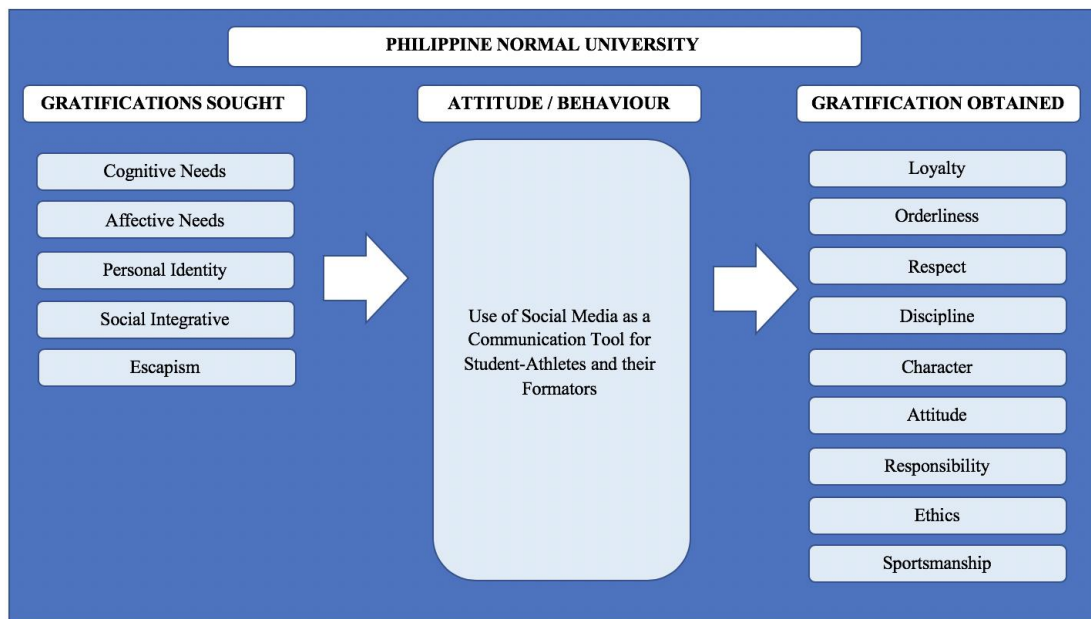 PHILIPPINE NORMAL UNIVERSITY
GRATIFICATIONS SOUGHT
Cognitive Needs
Affective Needs
Personal Identity
Social Integrative
Escapism
ATTITUDE / BEHAVIOUR
Use of Social Media as a
Communication Tool for
Student-Athletes and their
Formators
GRATIFICATION OBTAINED
Loyalty
Orderliness
Respect
Discipline
Character
Attitude
Responsibility
Ethics
Sportsmanship